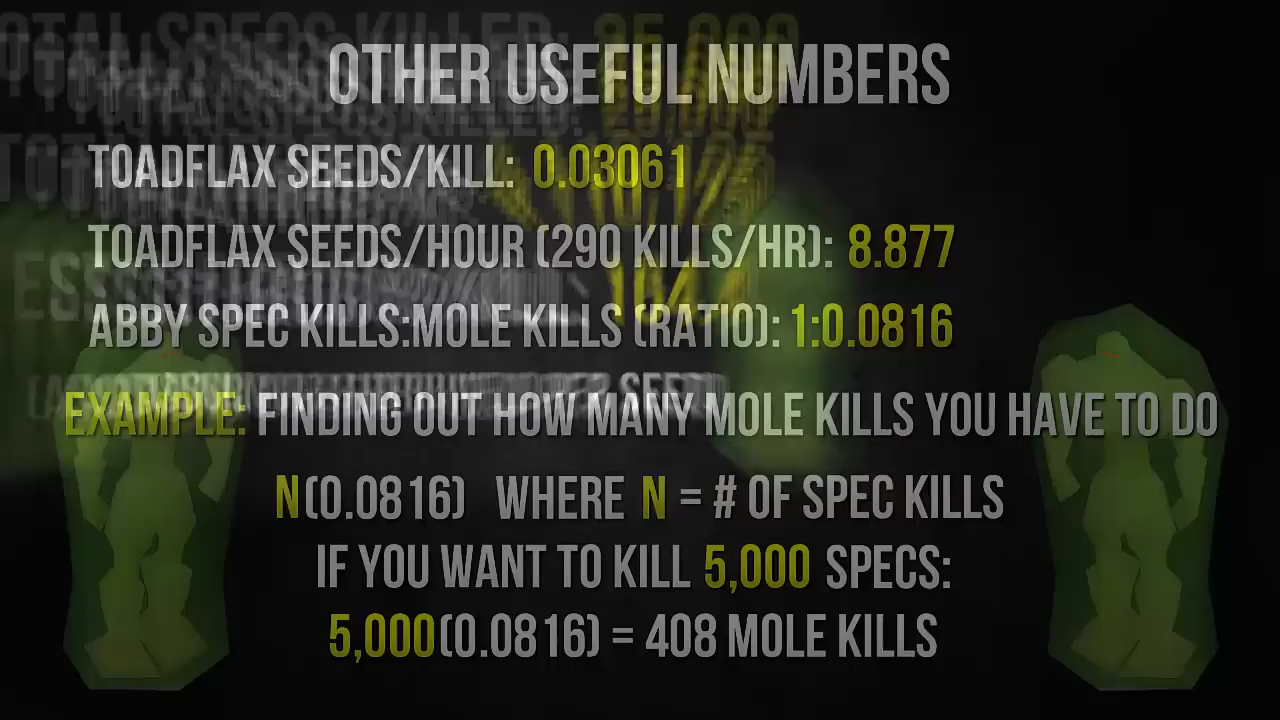 OTHER USEFUL NUMBERS
TOADFLAX SEEDS/KILL: 0.03061
TOADFLAX SEEDS/HOUR (290 KILLS/HR): 8.877
ABBY SPEC KILLS:MOLE KILLS (RATIO): 1:0.0816
EXAMPLE: FINDING OUT HOW MANY MOLE KILLS YOU HAVE TO DO
N(0.0816) WHERE N = # OF SPEC KILLS
IF YOU WANT TO KILL 5,000 SPECS:
5,000(0.0816) = 408 MOLE KILLS